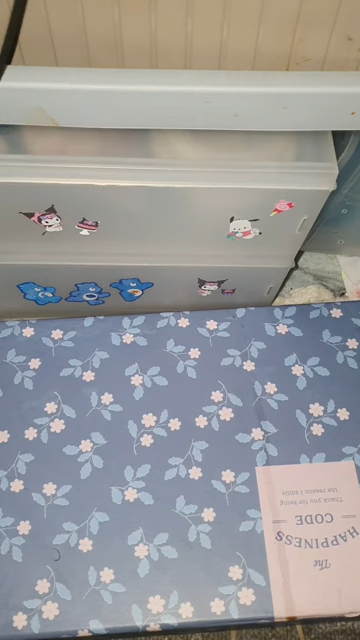 The
HAPPINESS
CODE
Thank you for being
the reason I smile